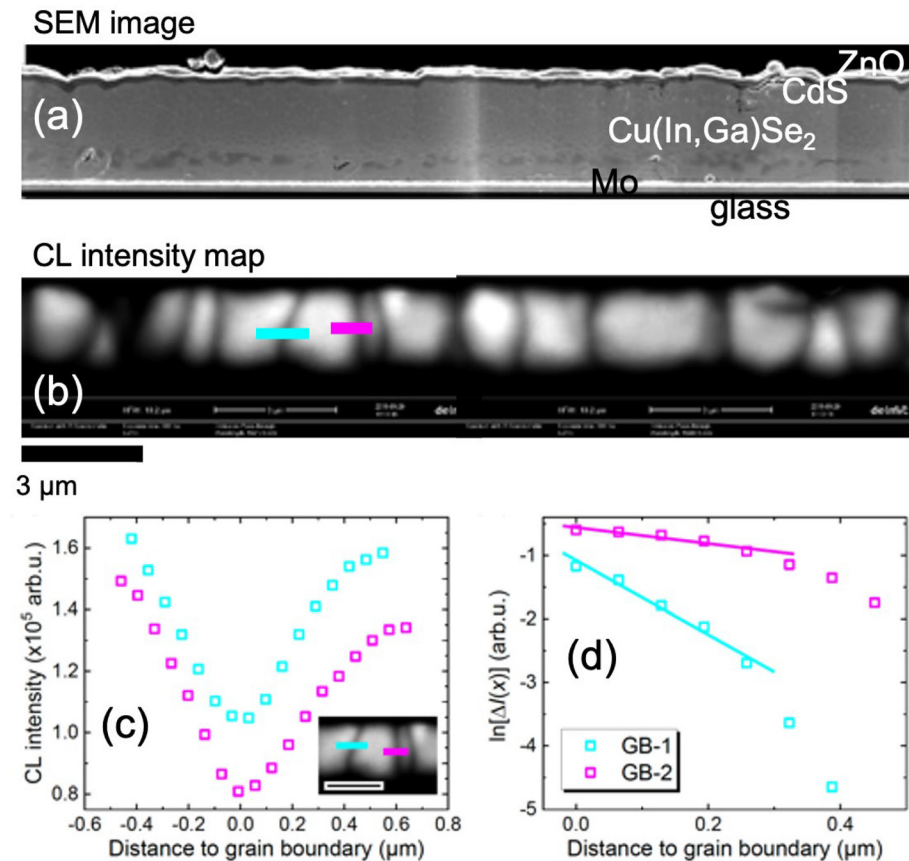 SEM image
ZnO
CdS
(a)
Cu(In,Ga)Se₂
Mo
glass
CL intensity map
(b)
3 µm
1.6
1.4
1.2
1.0
0.8
CL intensity (x10⁵ arb.u.)
(c)
-0.6 -0.4 -0.2 0.0 0.2 0.4 0.6 0.8
Distance to grain boundary (µm)
-1
-2
-3
-4
-5
ln[ΔI(x)] (arb.u.)
(d)
GB-1
GB-2
0.0 0.2 0.4
Distance to grain boundary (µm)